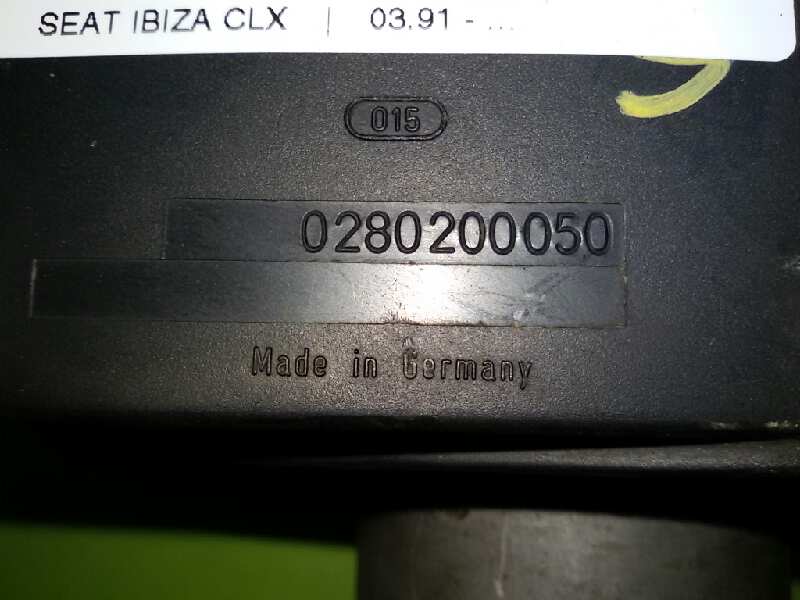 SEAT IBIZA CLX | 03.91 - ...
015
0280200050
Made in Germany